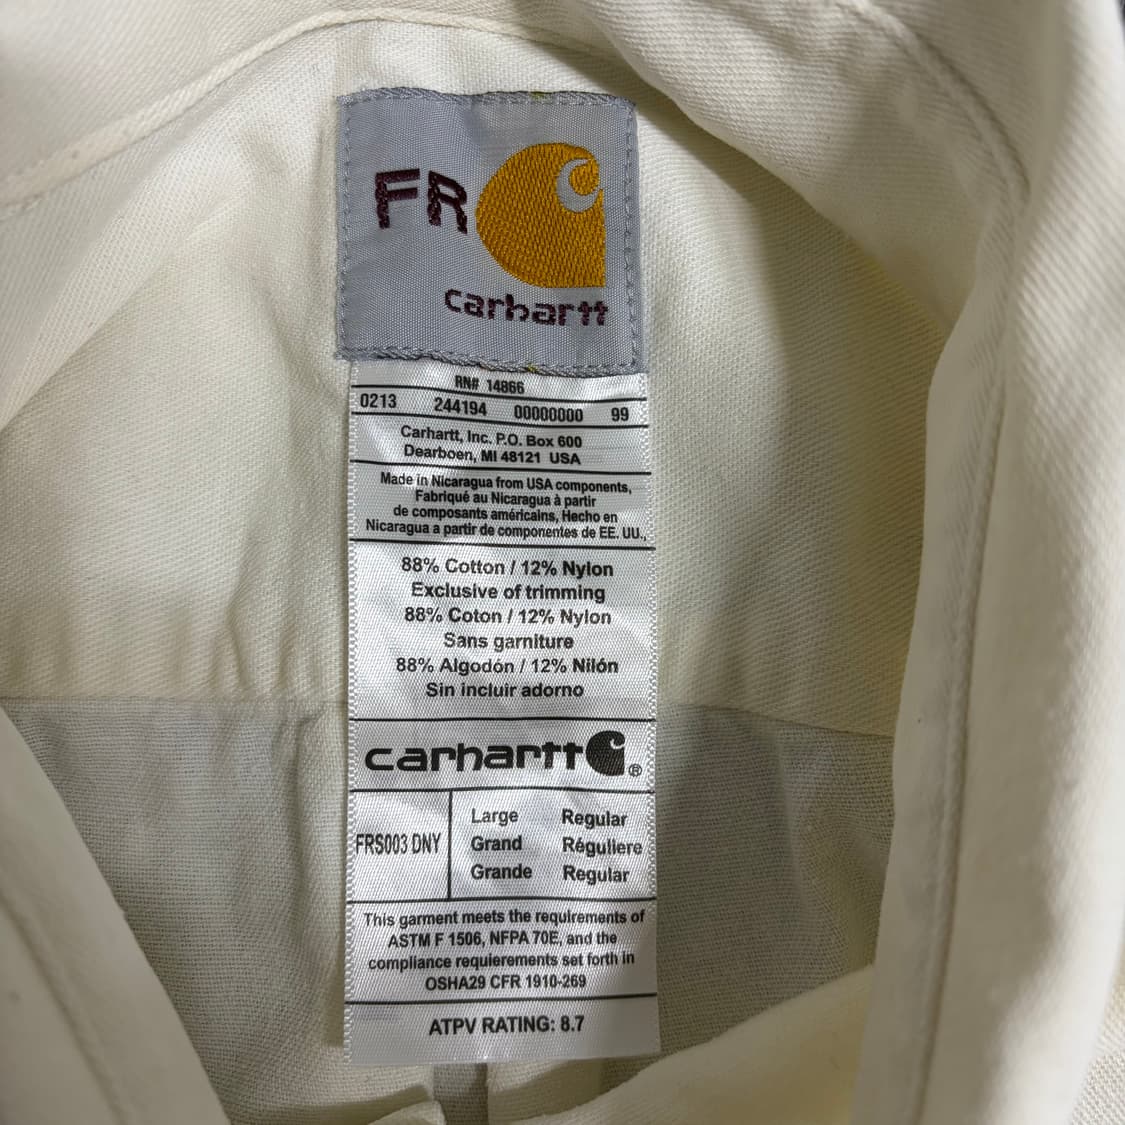 FR
carhartt
RN# 14866
0213 244194 00000000 99
Carhartt, Inc. P.O. Box 600
Dearboen, MI 48121 USA
Made in Nicaragua from USA components,
Fabriqué au Nicaragua à partir
de composants américains, Hecho en
Nicaragua a partir de componentes de EE. UU.,
88% Cotton / 12% Nylon
Exclusive of trimming
88% Coton / 12% Nylon
Sans garniture
88% Algodón / 12% Nilón
Sin incluir adorno
carhartt ®
FRS003 DNY
Large Regular
Grand Réguliere
Grande Regular
This garment meets the requirements of
ASTM F 1506, NFPA 70E, and the
compliance requierements set forth in
OSHA29 CFR 1910-269
ATPV RATING: 8.7